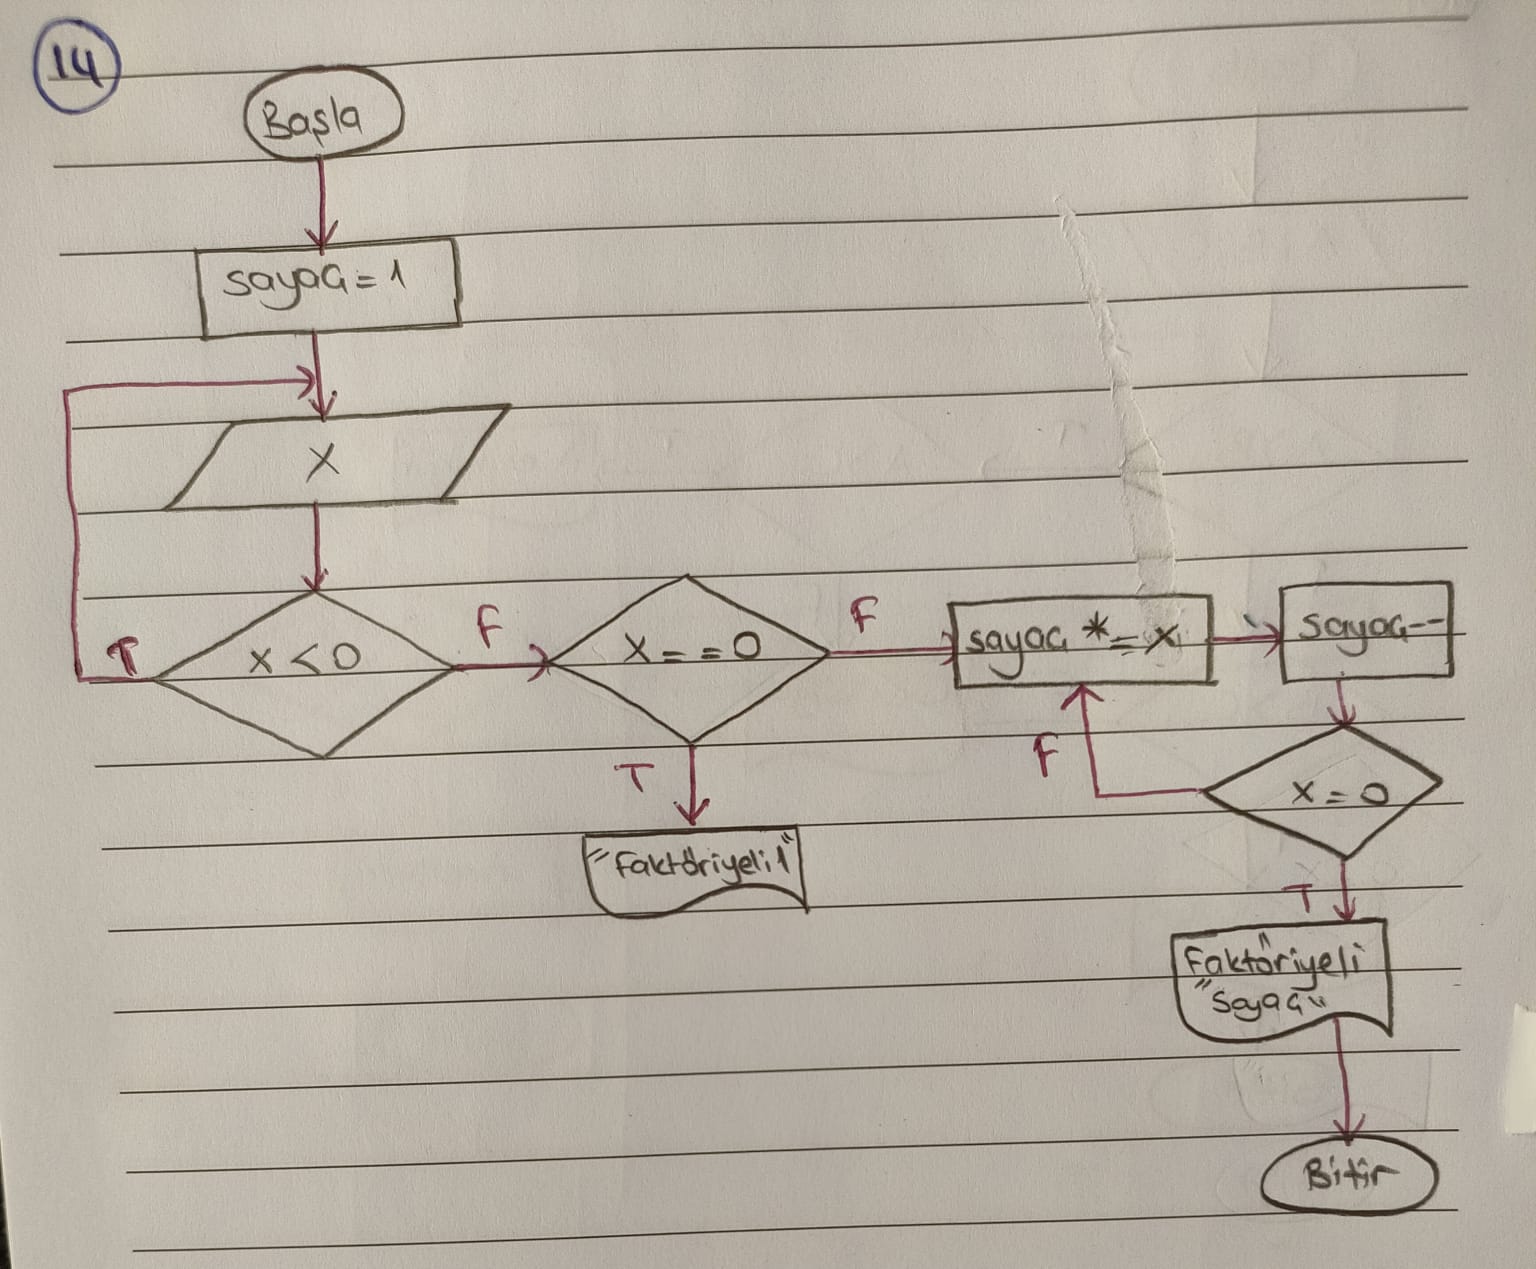 14
Başla
sayaç = 1
X
T
x < 0
F
x == 0
F
sayaç *= x
sayaç--
T
F
x = 0
"Faktöriyeli 1"
T
Faktöriyeli"
"sayaç"
Bitir